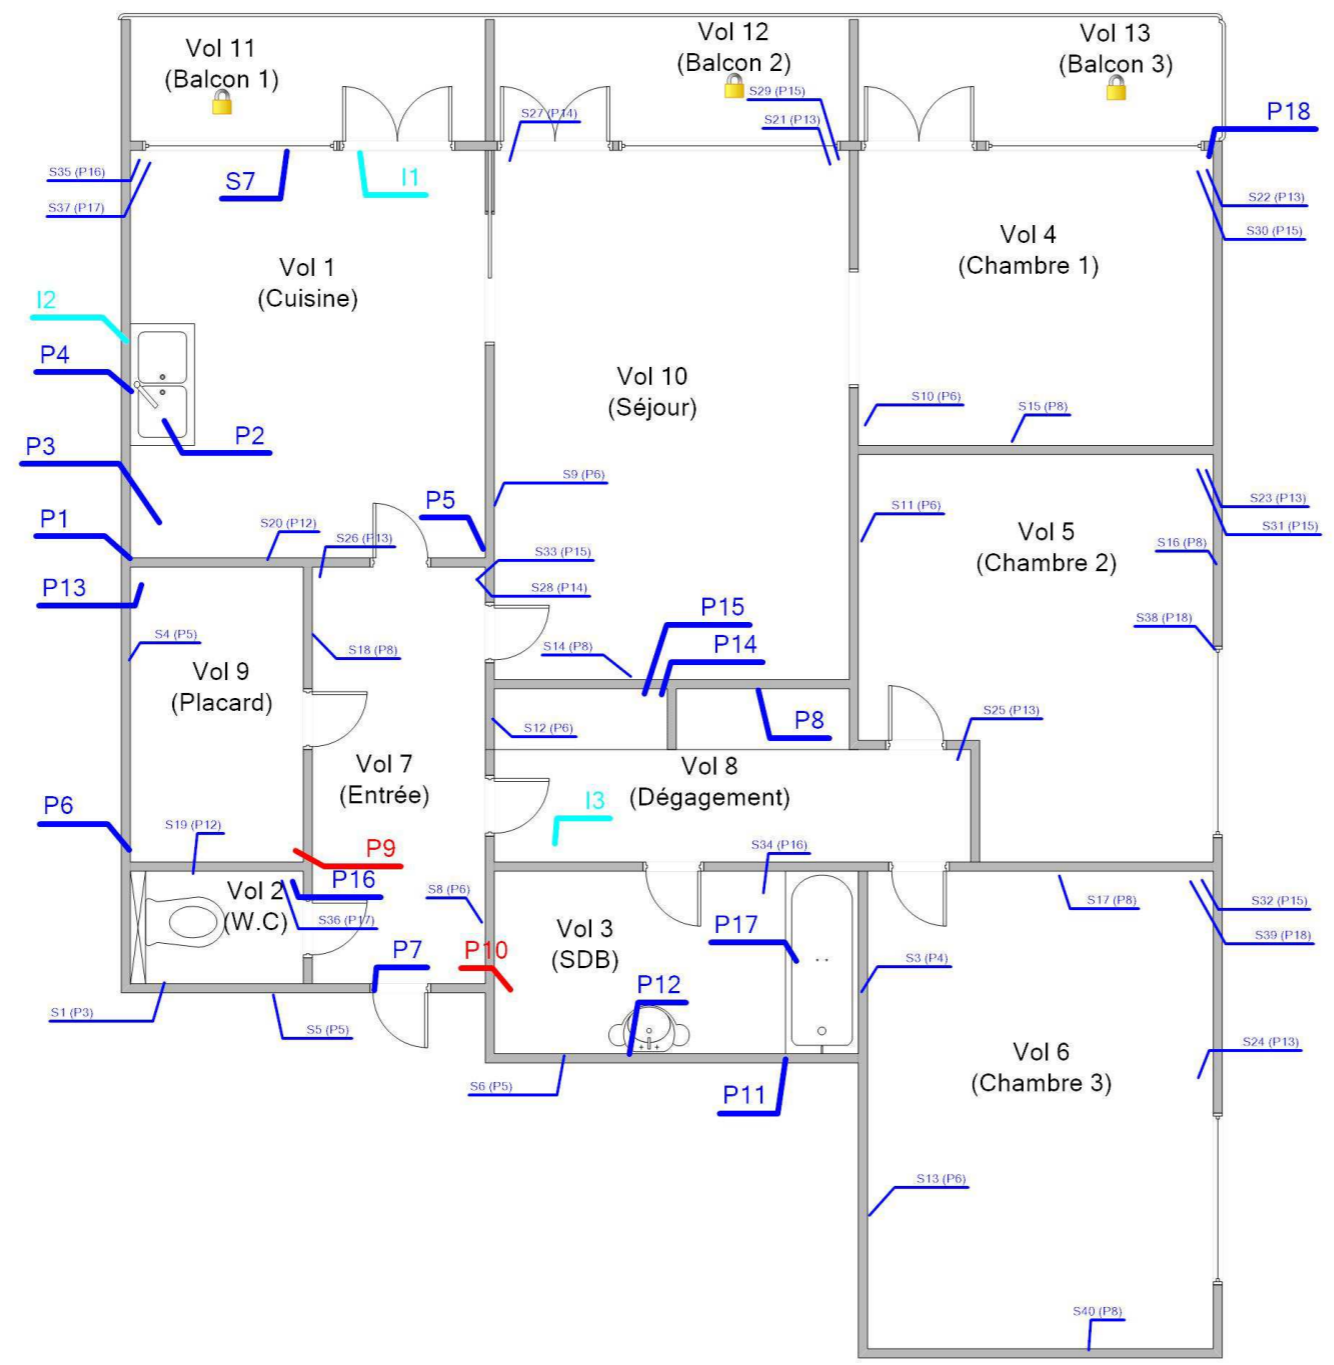 Vol 11
(Balcon 1)
Vol 12
(Balcon 2)
Vol 13
(Balcon 3)
S29 (P15)
S27 (P14)
S21 (P13)
P18
S35 (P16)
S7
I1
S37 (P17)
S22 (P13)
S30 (P15)
Vol 1
(Cuisine)
Vol 4
(Chambre 1)
I2
P4
Vol 10
(Séjour)
S10 (P6)
S15 (P8)
P2
P3
S9 (P6)
P5
S11 (P6)
S23 (P13)
P1
S20 (P12)
S26 (P13)
S31 (P15)
Vol 5
(Chambre 2)
S16 (P8)
S33 (P15)
P13
S28 (P14)
P15
S38 (P18)
S4 (P5)
S18 (P8)
S14 (P8)
P14
Vol 9
(Placard)
S12 (P6)
P8
S25 (P13)
Vol 7
(Entrée)
Vol 8
(Dégagement)
I3
P6
S19 (P12)
P9
S34 (P16)
P16
Vol 2
(W.C)
S36 (P17)
S8 (P6)
S17 (P8)
S32 (P15)
Vol 3
(SDB)
P17
S39 (P18)
P7
P10
S3 (P4)
P12
S1 (P3)
S5 (P5)
S24 (P13)
Vol 6
(Chambre 3)
S6 (P5)
P11
S13 (P6)
S40 (P8)